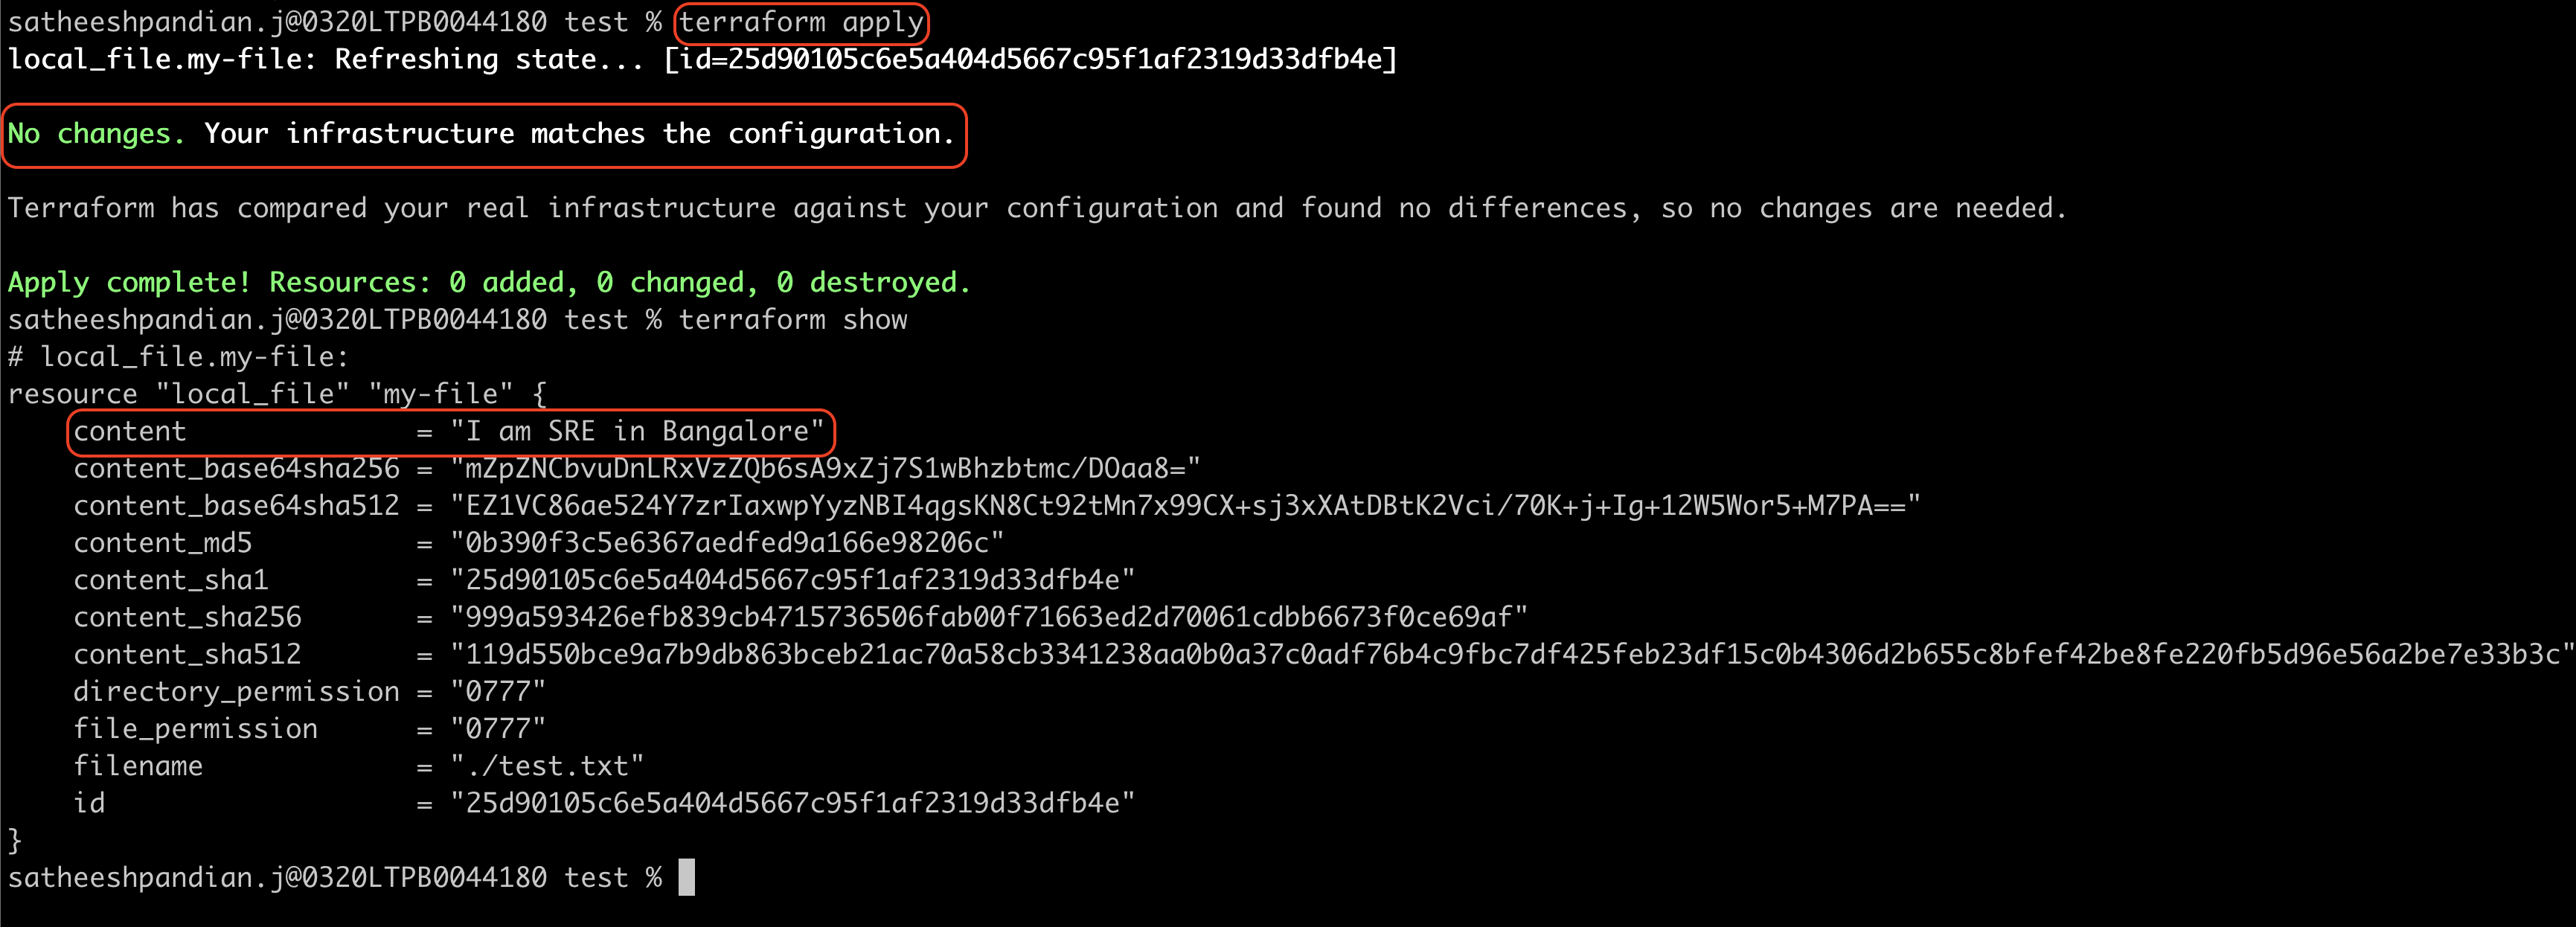 satheeshpandian.j@0320LTPB0044180 test % terraform apply
local_file.my-file: Refreshing state... [id=25d90105c6e5a404d5667c95f1af2319d33dfb4e]
No changes. Your infrastructure matches the configuration.
Terraform has compared your real infrastructure against your configuration and found no differences, so no changes are needed.
Apply complete! Resources: 0 added, 0 changed, 0 destroyed.
satheeshpandian.j@0320LTPB0044180 test % terraform show
# local_file.my-file:
resource "local_file" "my-file" {
    content              = "I am SRE in Bangalore"
    content_base64sha256 = "mZpZNCbvuDnLRxVzZQb6sA9xZj7S1wBhzbtmc/DOaa8="
    content_base64sha512 = "EZ1VC86ae524Y7zrIaxwpYyzNBI4qgsKN8Ct92tMn7x99CX+sj3xXAtDBtK2Vci/70K+j+Ig+12W5Wor5+M7PA=="
    content_md5          = "0b390f3c5e6367aedfed9a166e98206c"
    content_sha1         = "25d90105c6e5a404d5667c95f1af2319d33dfb4e"
    content_sha256       = "999a593426efb839cb4715736506fab00f71663ed2d70061cdbb6673f0ce69af"
    content_sha512       = "119d550bce9a7b9db863bceb21ac70a58cb3341238aa0b0a37c0adf76b4c9fbc7df425feb23df15c0b4306d2b655c8bfef42be8fe220fb5d96e56a2be7e33b3c"
    directory_permission = "0777"
    file_permission      = "0777"
    filename             = "./test.txt"
    id                   = "25d90105c6e5a404d5667c95f1af2319d33dfb4e"
}
satheeshpandian.j@0320LTPB0044180 test %